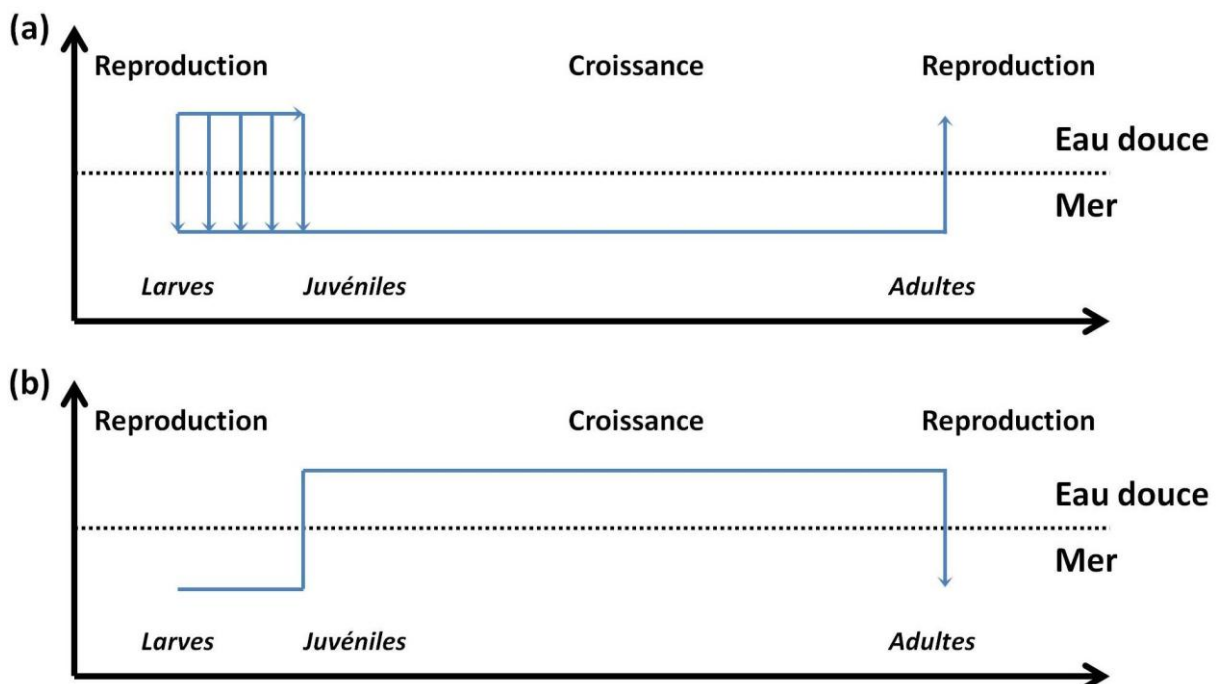 (a)
Reproduction Croissance Reproduction
Eau douce
Mer
Larves Juvéniles Adultes
(b)
Reproduction Croissance Reproduction
Eau douce
Mer
Larves Juvéniles Adultes